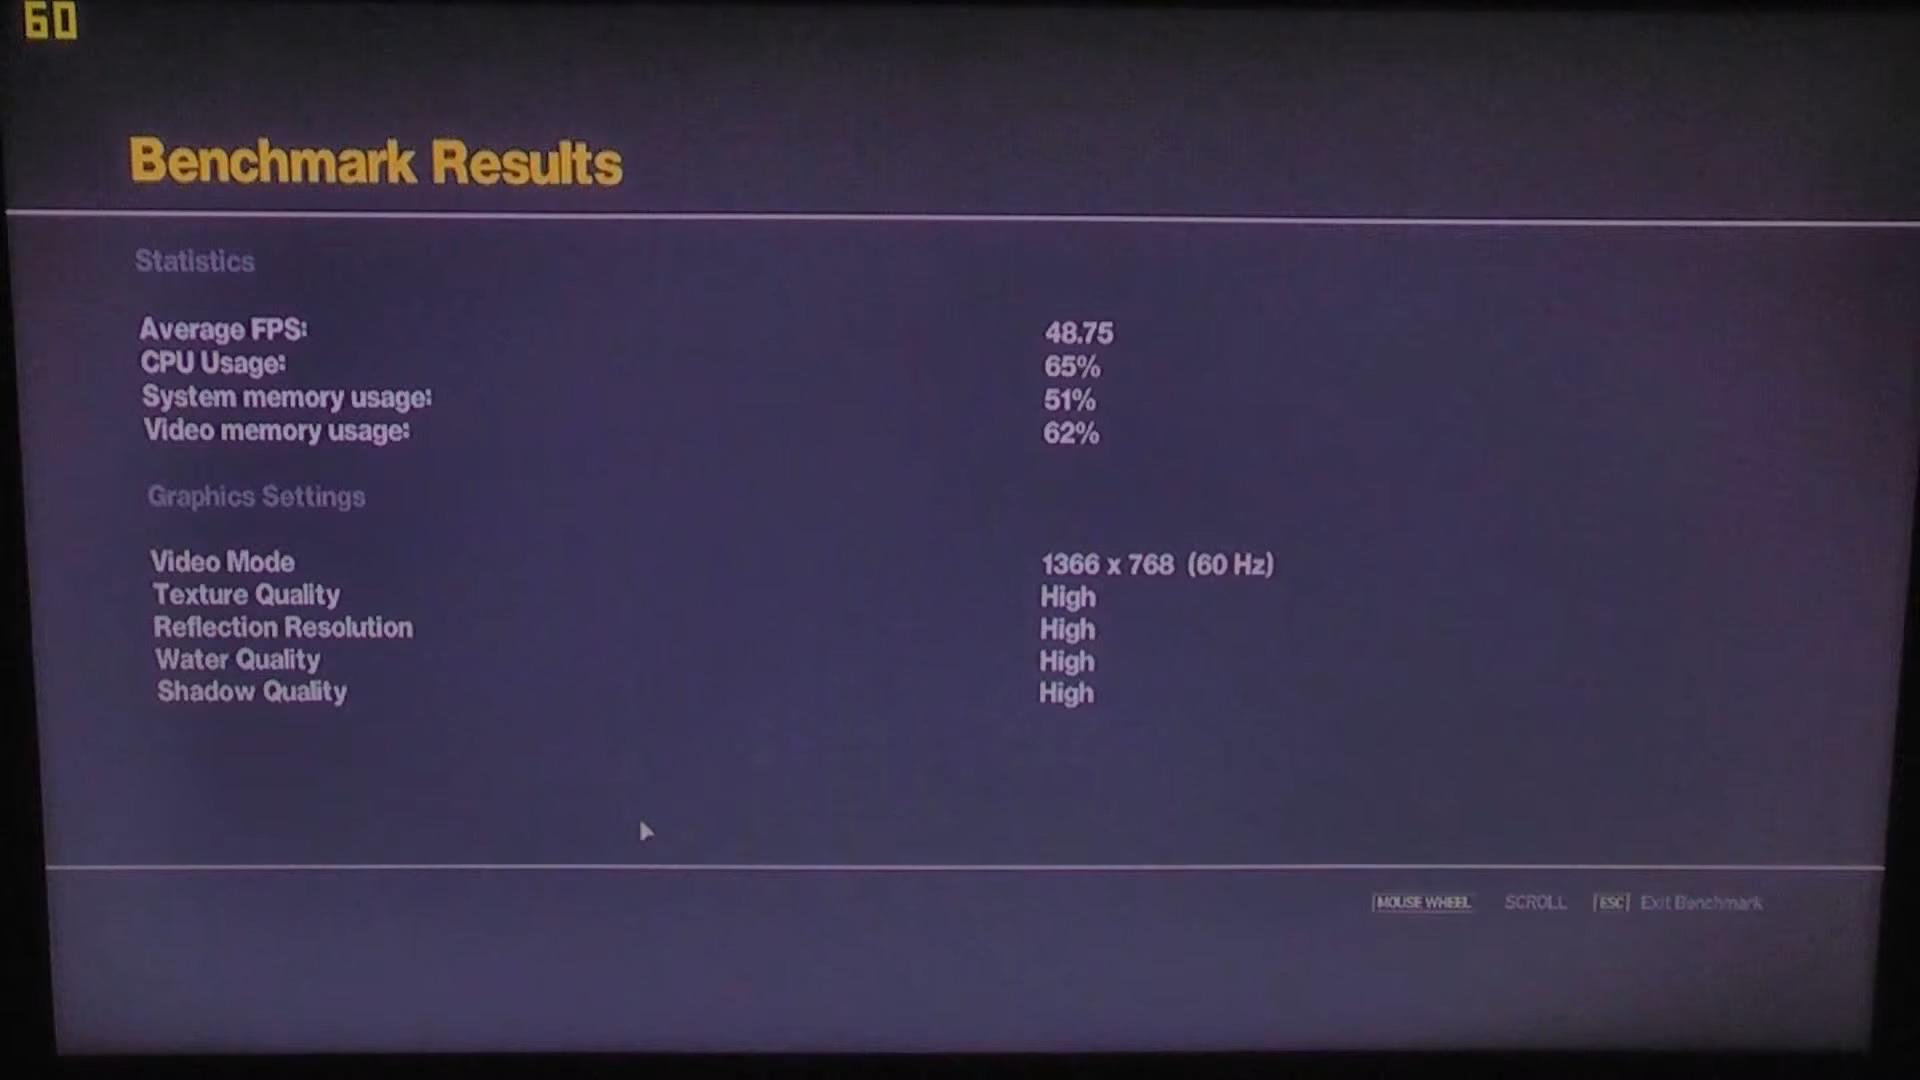 60
Benchmark Results
Statistics
Average FPS: 48.75
CPU Usage: 65%
System memory usage: 51%
Video memory usage: 62%
Graphics Settings
Video Mode 1366 x 768 (60 Hz)
Texture Quality High
Reflection Resolution High
Water Quality High
Shadow Quality High
MOUSE WHEEL SCROLL ESC Exit Benchmark